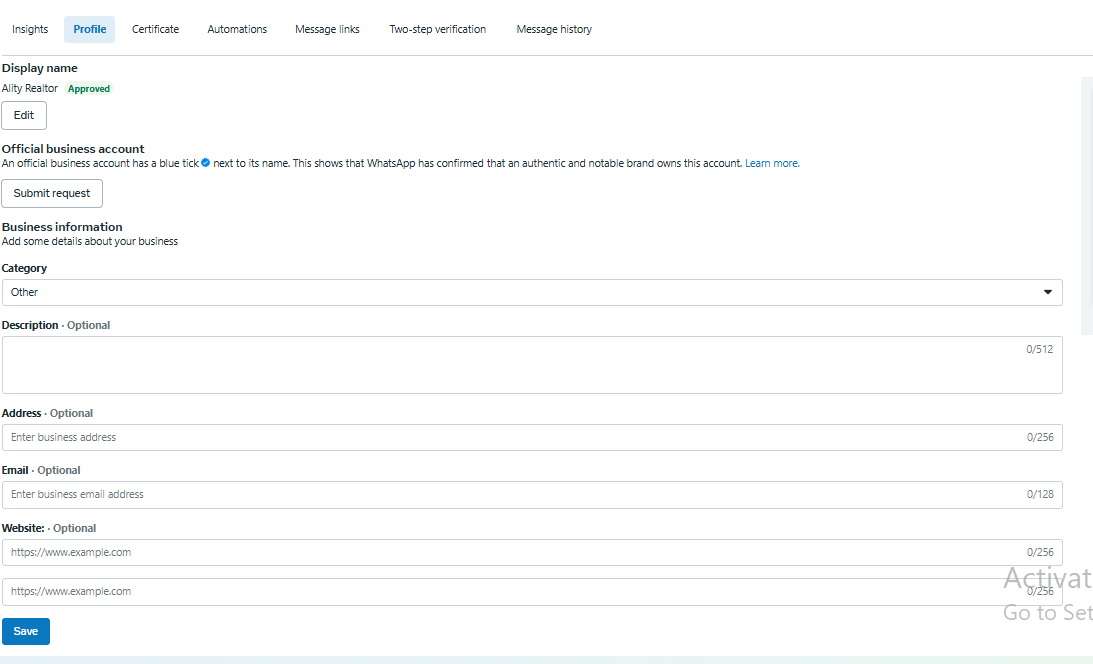 Insights Profile Certificate Automations Message links Two-step verification Message history
Display name
Ality Realtor Approved
Edit
Official business account
An official business account has a blue tick next to its name. This shows that WhatsApp has confirmed that an authentic and notable brand owns this account. Learn more.
Submit request
Business information
Add some details about your business
Category
Other
Description · Optional
0/512
Address · Optional
Enter business address 0/256
Email · Optional
Enter business email address 0/128
Website: · Optional
https://www.example.com 0/256
Activat
https://www.example.com 0/256
Go to Set
Save